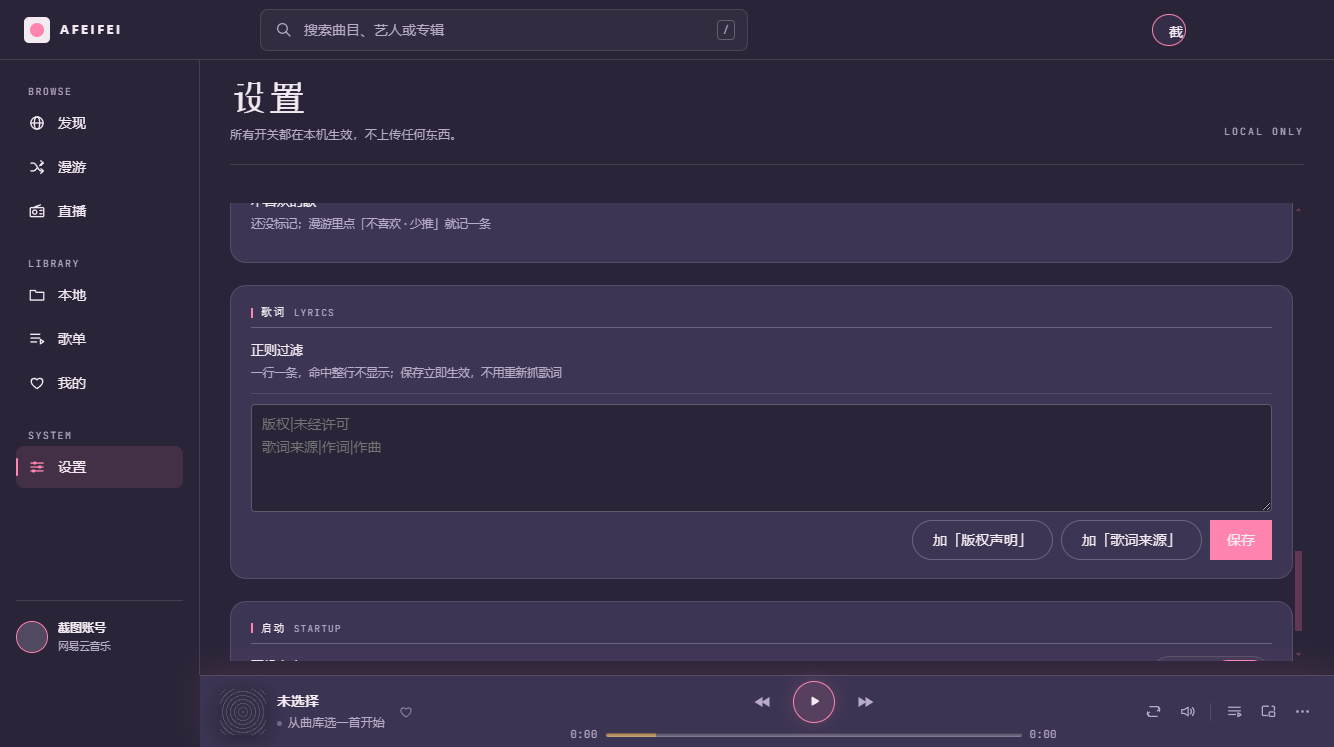 AFEIFEI
搜索曲目、艺人或专辑
/
截
BROWSE
发现
漫游
直播
LIBRARY
本地
歌单
我的
SYSTEM
设置
截图账号
网易云音乐
设置
所有开关都在本机生效，不上传任何东西。
LOCAL ONLY
还没标记；漫游里点「不喜欢 · 少推」就记一条
歌词 LYRICS
正则过滤
一行一条，命中整行不显示；保存立即生效，不用重新抓歌词
版权|未经许可
歌词来源|作词|作曲
加「版权声明」
加「歌词来源」
保存
启动 STARTUP
未选择
从曲库选一首开始
0:00
0:00